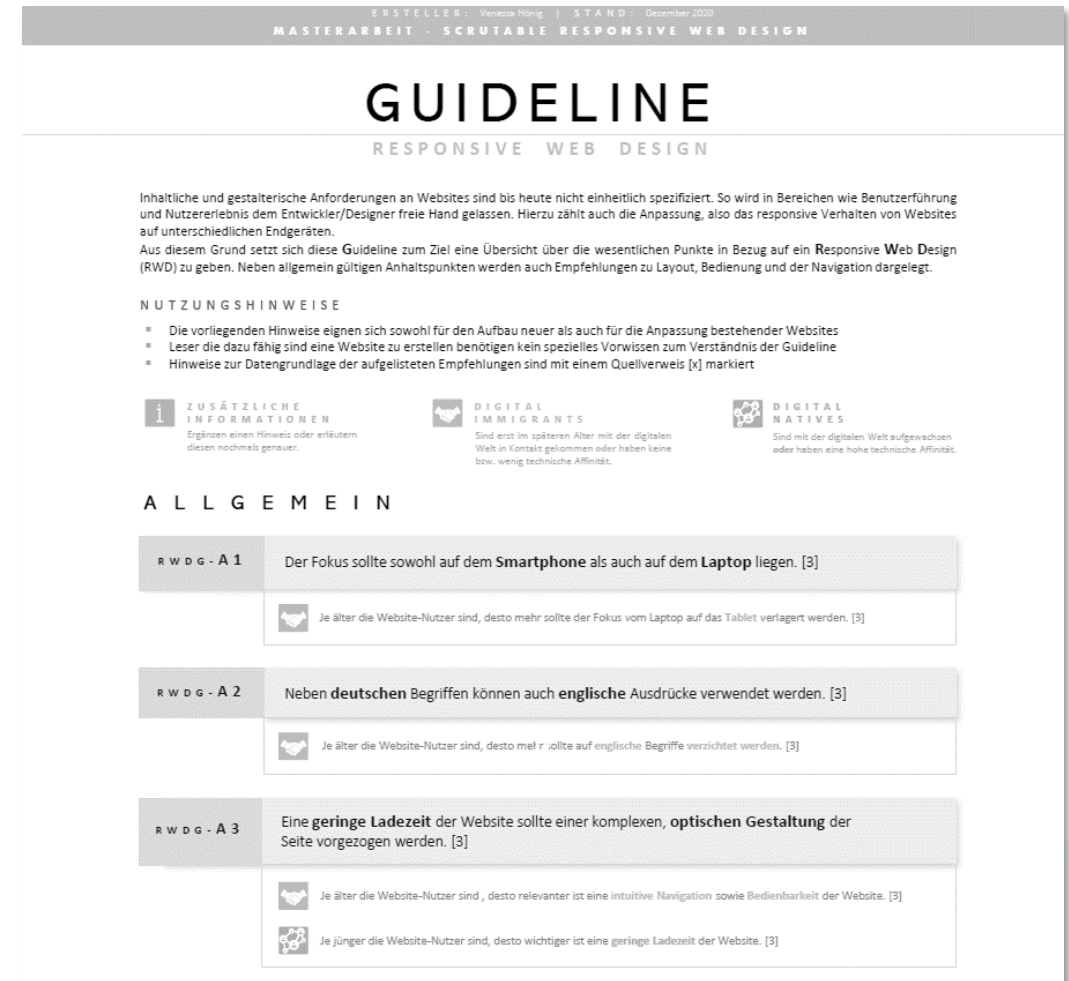 ERSTELLER: Vanessa Hönig | STAND: Dezember 2020
MASTERARBEIT - SCRUTABLE RESPONSIVE WEB DESIGN
GUIDELINE
RESPONSIVE WEB DESIGN
Inhaltliche und gestalterische Anforderungen an Websites sind bis heute nicht einheitlich spezifiziert. So wird in Bereichen wie Benutzerführung
und Nutzererlebnis dem Entwickler/Designer freie Hand gelassen. Hierzu zählt auch die Anpassung, also das responsive Verhalten von Websites
auf unterschiedlichen Endgeräten.
Aus diesem Grund setzt sich diese Guideline zum Ziel eine Übersicht über die wesentlichen Punkte in Bezug auf ein Responsive Web Design
(RWD) zu geben. Neben allgemein gültigen Anhaltspunkten werden auch Empfehlungen zu Layout, Bedienung und der Navigation dargelegt.
NUTZUNGSHINWEISE
Die vorliegenden Hinweise eignen sich sowohl für den Aufbau neuer als auch für die Anpassung bestehender Websites
Leser die dazu fähig sind eine Website zu erstellen benötigen kein spezielles Vorwissen zum Verständnis der Guideline
Hinweise zur Datengrundlage der aufgelisteten Empfehlungen sind mit einem Quellverweis [x] markiert
i
ZUSÄTZLICHE
INFORMATIONEN
Ergänzen einen Hinweis oder erläutern
diesen nochmals genauer.
DIGITAL
IMMIGRANTS
Sind erst im späteren Alter mit der digitalen
Welt in Kontakt gekommen oder haben keine
bzw. wenig technische Affinität.
DIGITAL
NATIVES
Sind mit der digitalen Welt aufgewachsen
oder haben eine hohe technische Affinität.
ALLGEMEIN
RWDG-A1
Der Fokus sollte sowohl auf dem Smartphone als auch auf dem Laptop liegen. [3]
Je älter die Website-Nutzer sind, desto mehr sollte der Fokus vom Laptop auf das Tablet verlagert werden. [3]
RWDG-A2
Neben deutschen Begriffen können auch englische Ausdrücke verwendet werden. [3]
Je älter die Website-Nutzer sind, desto auf englische Begriffe verzichtet werden. [3]
RWDG-A3
Eine geringe Ladezeit der Website sollte einer komplexen, optischen Gestaltung der
Seite vorgezogen werden. [3]
Je älter die Website-Nutzer sind , desto relevanter ist eine intuitive Navigation sowie Bedienbarkeit der Website. [3]
Je jünger die Website-Nutzer sind, desto wichtiger ist eine geringe Ladezeit der Website. [3]